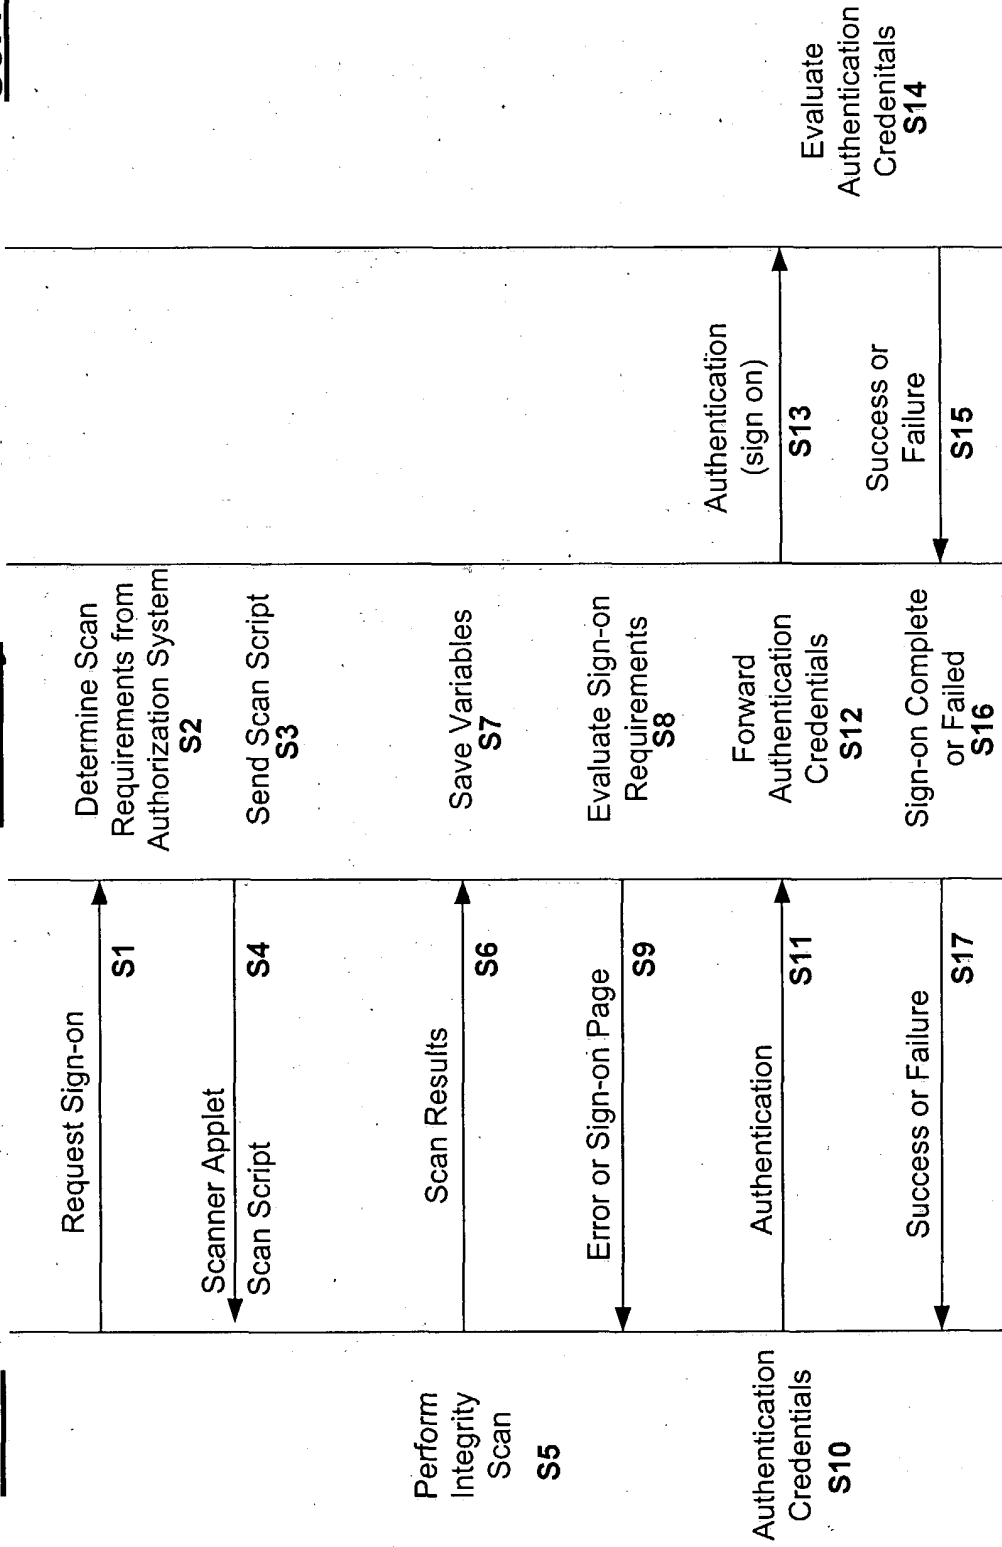 Request Sign-on
S1
Determine Scan
Requirements from
Authorization System
S2
Send Scan Script
S3
Scanner Applet
Scan Script
S4
Perform
Integrity
Scan
S5
Scan Results
S6
Save Variables
S7
Evaluate Sign-on
Requirements
S8
Error or Sign-on Page
S9
Authentication
Credentials
S10
Authentication
S11
Forward
Authentication
Credentials
S12
Authentication
(sign on)
S13
Evaluate
Authentication
Credenitals
S14
Success or
Failure
S15
Sign-on Complete
or Failed
S16
Success or Failure
S17